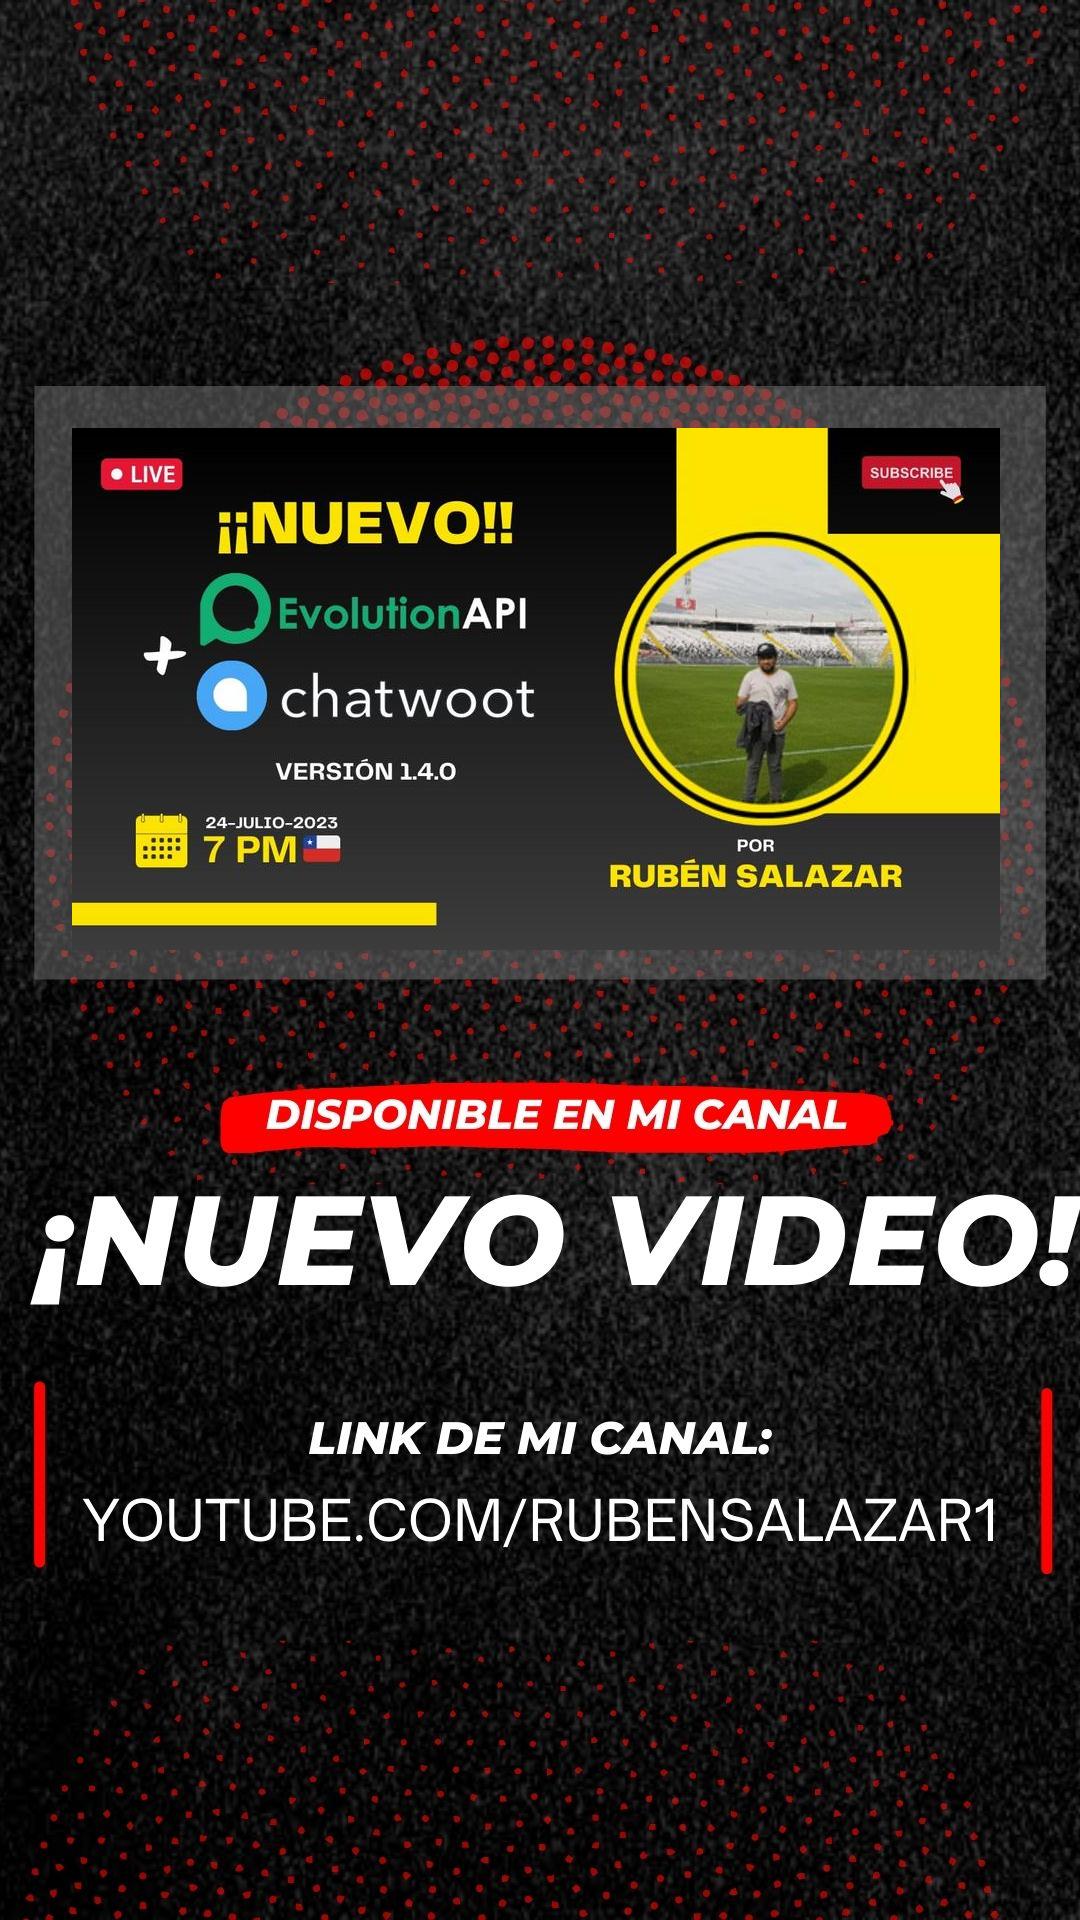 LIVE
SUBSCRIBE
¡¡NUEVO!!
EvolutionAPI
+
chatwoot
VERSIÓN 1.4.0
24-JULIO-2023
7 PM
POR
RUBÉN SALAZAR
DISPONIBLE EN MI CANAL
¡NUEVO VIDEO!
LINK DE MI CANAL:
YOUTUBE.COM/RUBENSALAZAR1